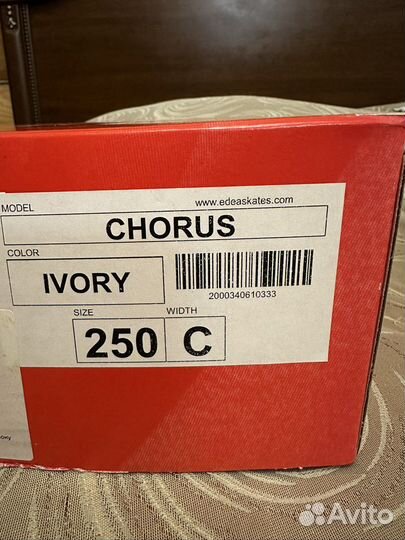 MODEL
www.edeaskates.com
CHORUS
COLOR
IVORY
2000340610333
SIZE
WIDTH
250
C
Avito